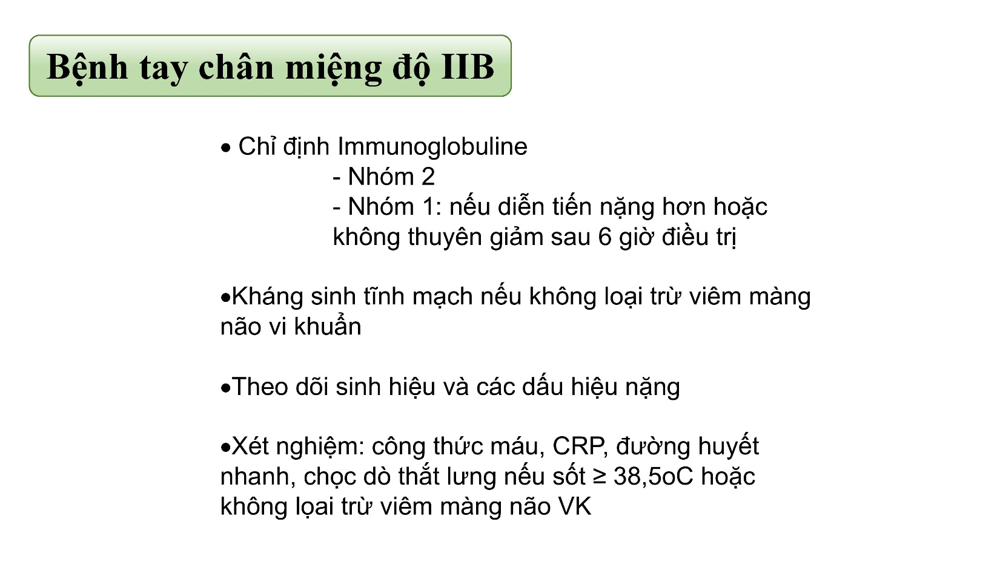 Bệnh tay chân miệng độ IIB
• Chỉ định Immunoglobuline
- Nhóm 2
- Nhóm 1: nếu diễn tiến nặng hơn hoặc
không thuyên giảm sau 6 giờ điều trị
•Kháng sinh tĩnh mạch nếu không loại trừ viêm màng
não vi khuẩn
•Theo dõi sinh hiệu và các dấu hiệu nặng
•Xét nghiệm: công thức máu, CRP, đường huyết
nhanh, chọc dò thắt lưng nếu sốt ≥ 38,5oC hoặc
không lọai trừ viêm màng não VK